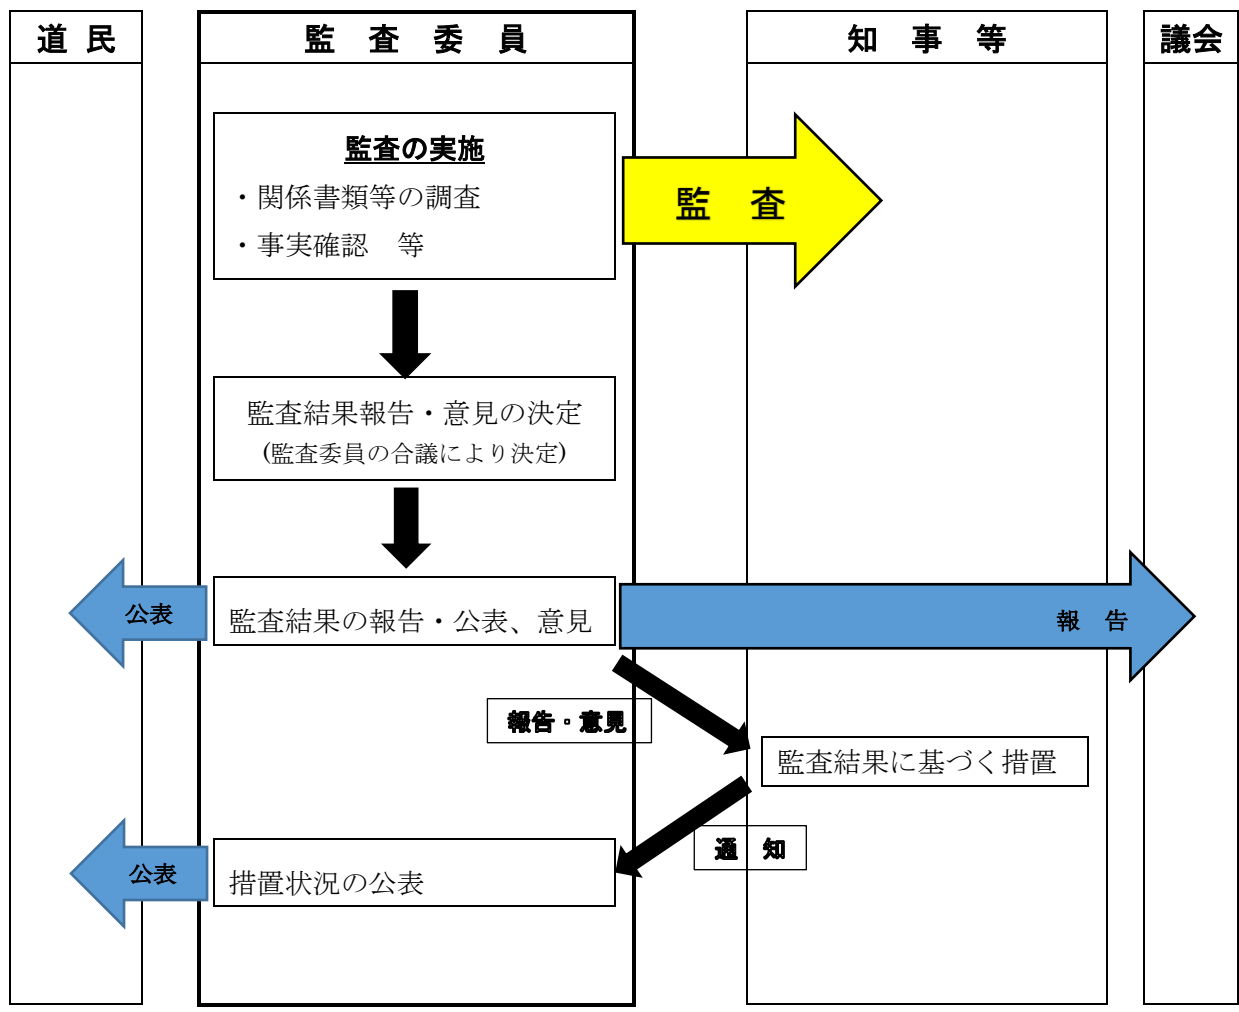 道 民
監　査　委　員
知　事　等
議会
監査の実施
・関係書類等の調査
・事実確認　等
監　査
監査結果報告・意見の決定
(監査委員の合議により決定)
公表
監査結果の報告・公表、意見
報　告
報告・意見
監査結果に基づく措置
通　知
公表
措置状況の公表